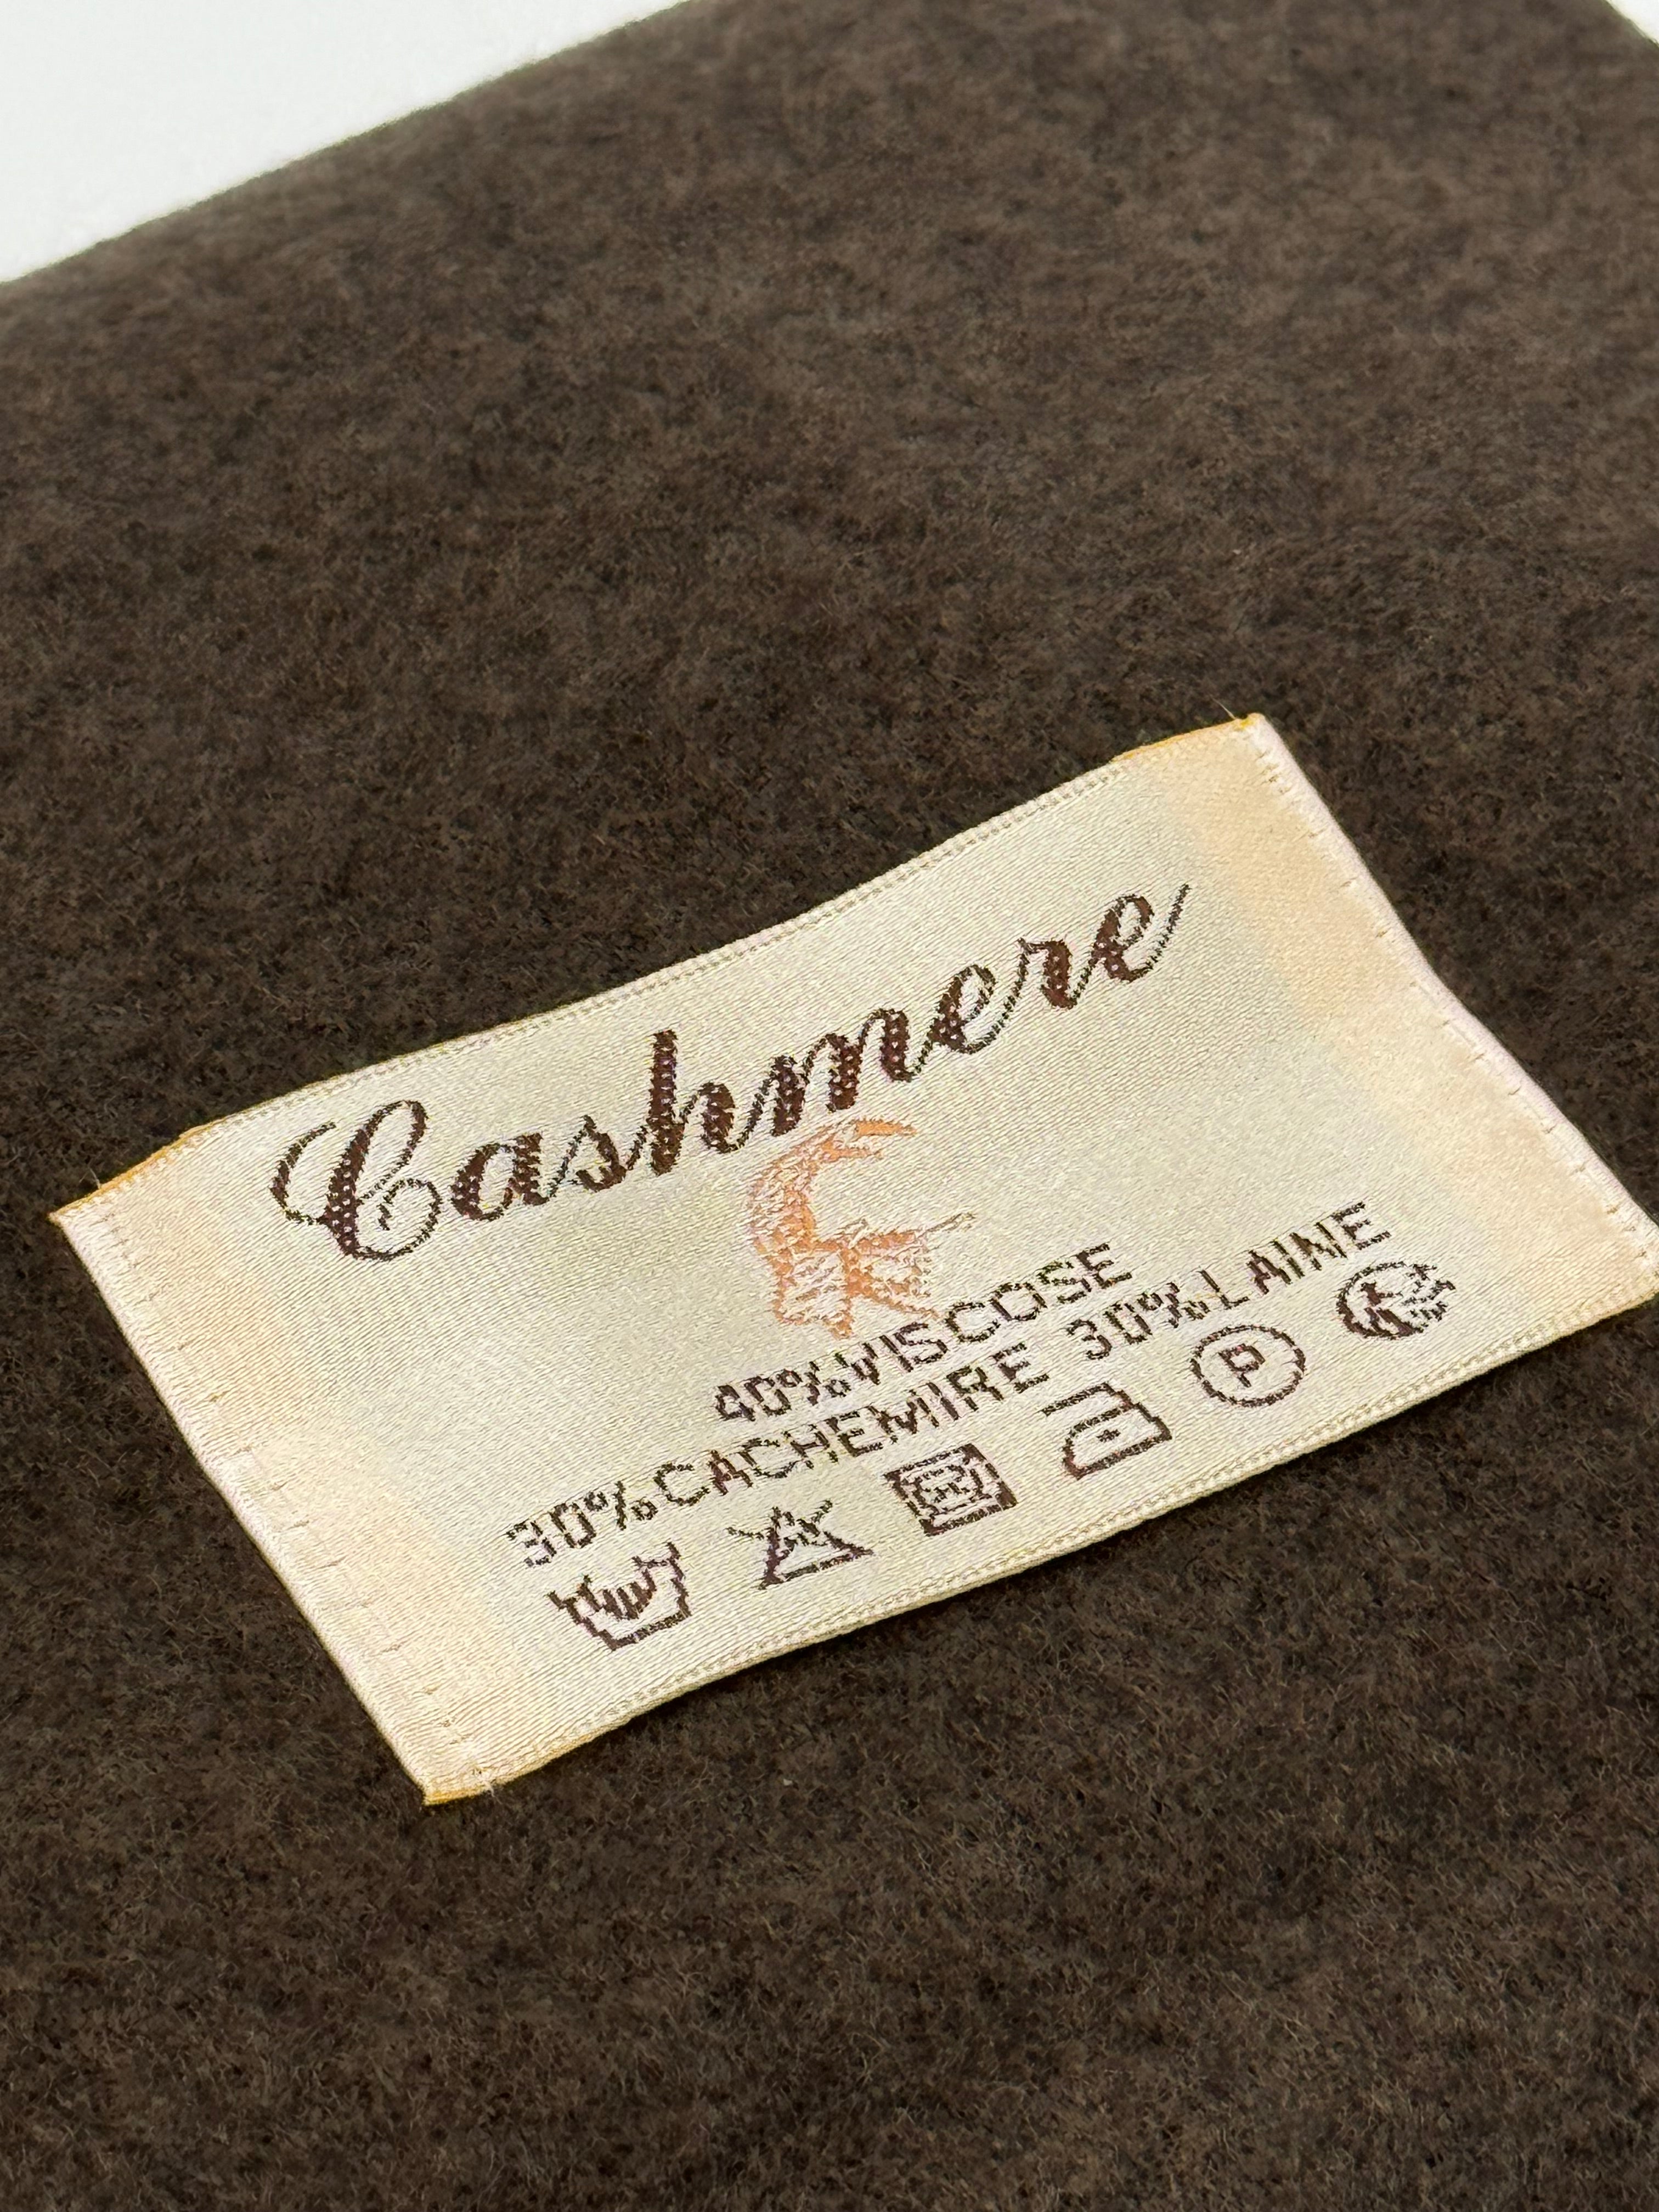 Cashmere
40%VISCOSE
30%CACHEMIRE 30%LAINE
P